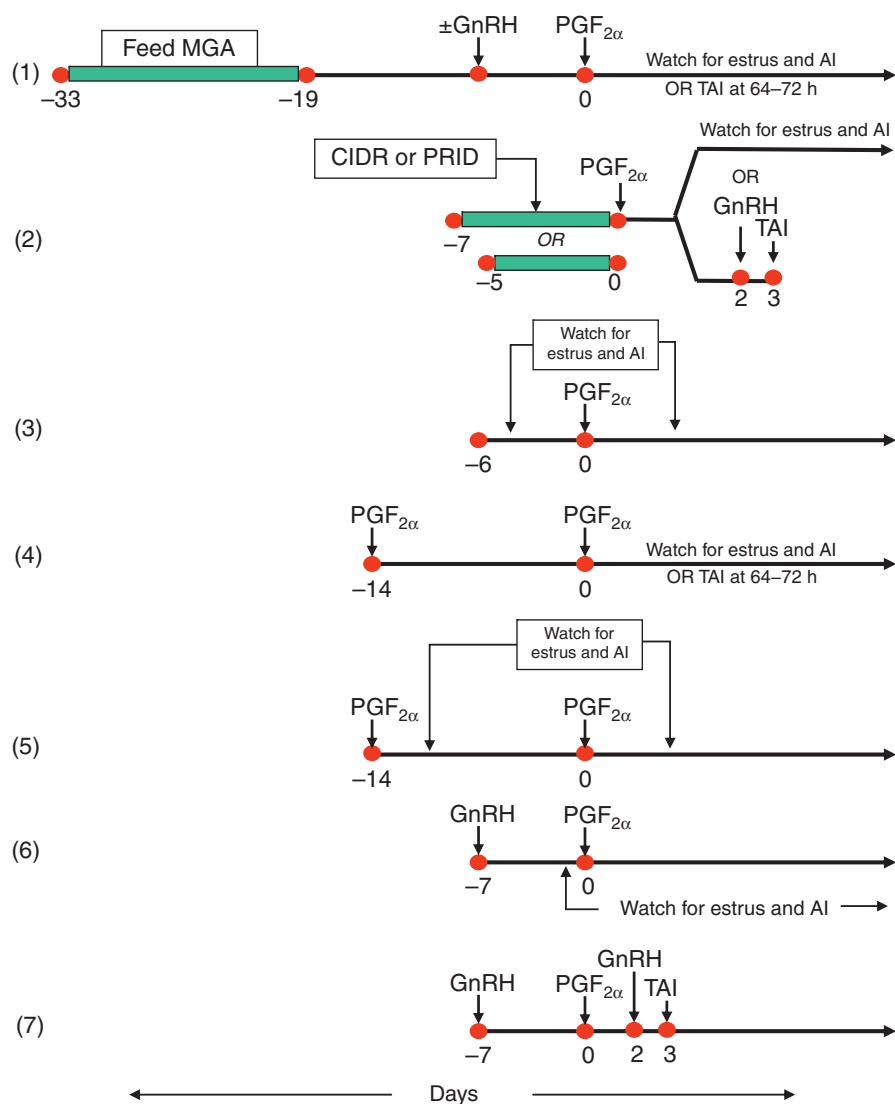 Feed MGA
±GnRH
PGF2α
(1)
Watch for estrus and AI
OR TAI at 64–72 h
–33
–19
0
Watch for estrus and AI
CIDR or PRID
PGF2α
OR
GnRH
TAI
(2)
–7
OR
–5
0
2
3
Watch for
estrus and AI
PGF2α
(3)
–6
0
PGF2α
PGF2α
(4)
Watch for estrus and AI
OR TAI at 64–72 h
–14
0
Watch for
estrus and AI
PGF2α
PGF2α
(5)
–14
0
GnRH
PGF2α
(6)
–7
0
Watch for estrus and AI
GnRH
GnRH
PGF2α
TAI
(7)
–7
0
2
3
Days